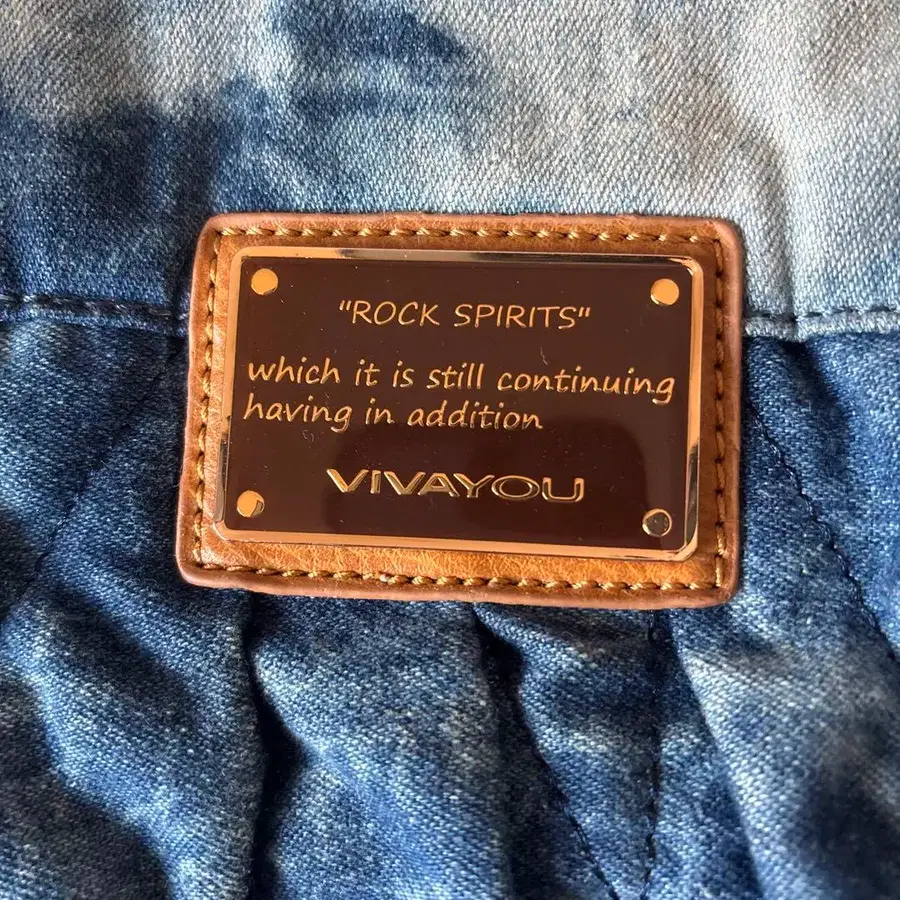 "ROCK SPIRITS"
which it is still continuing
having in addition
VIVAYOU